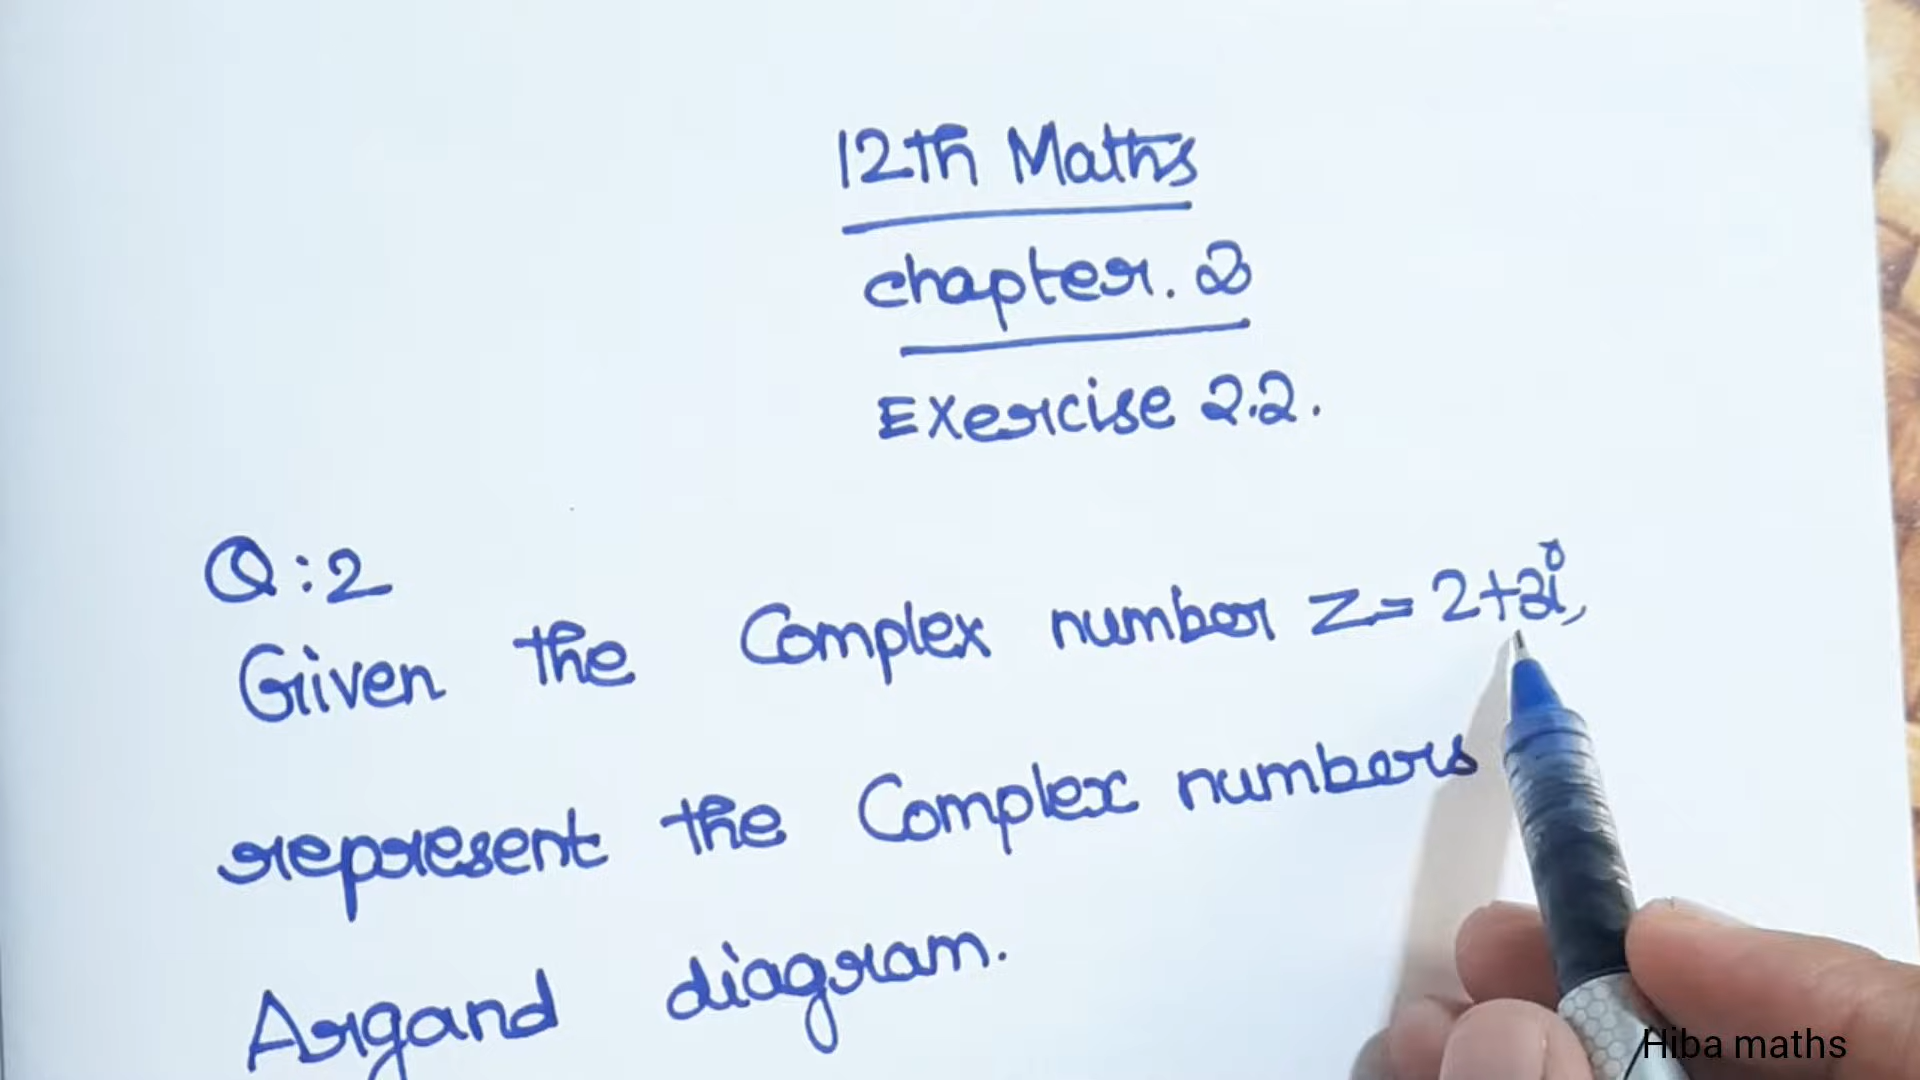 12th Maths
chapter. 2
Exercise 2.2.
Q:2
Given the Complex number z = 2+3i,
represent the Complex numbers
Argand diagram.
Hiba maths